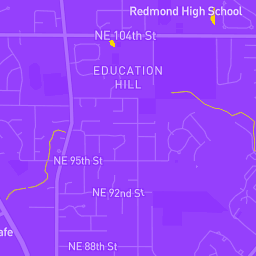 Redmond High School
NE 104th St
EDUCATION
HILL
NE 95th St
NE 92nd St
afe
NE 88th St